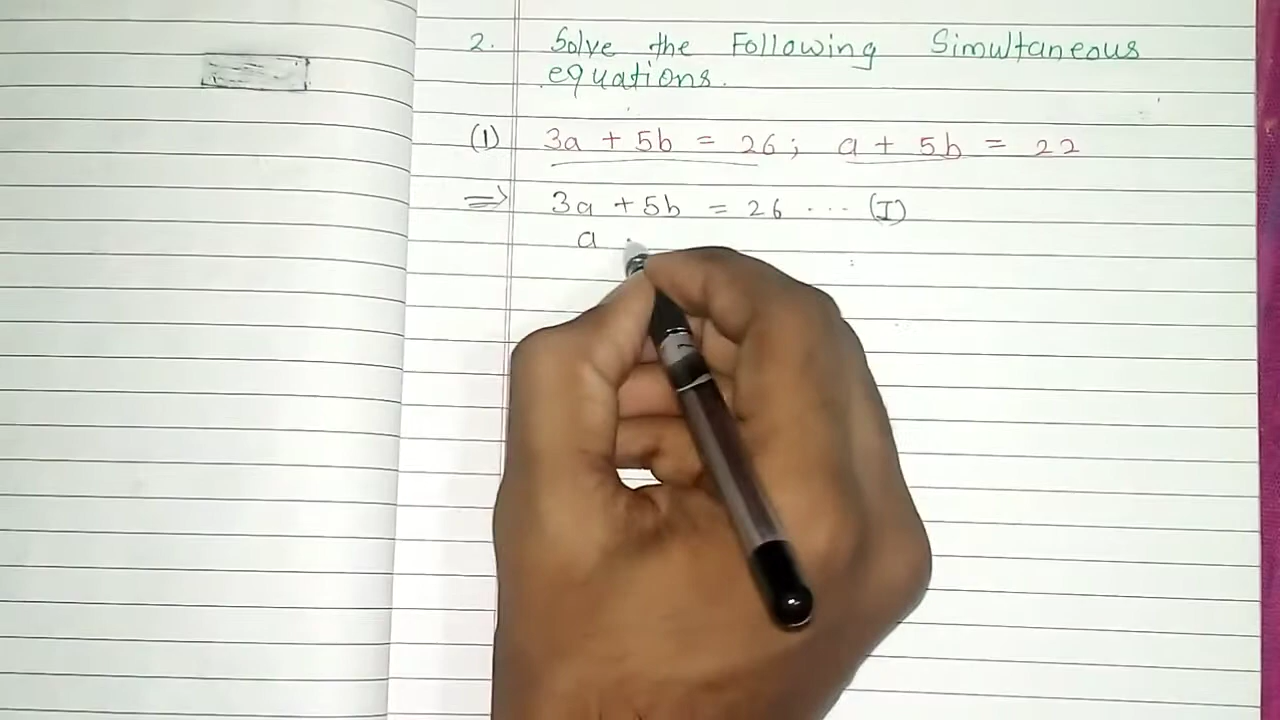 2. Solve the Following Simultaneous
equations.
(1) 3a + 5b = 26; a + 5b = 22
⇒ 3a + 5b = 26 ... (I)
a